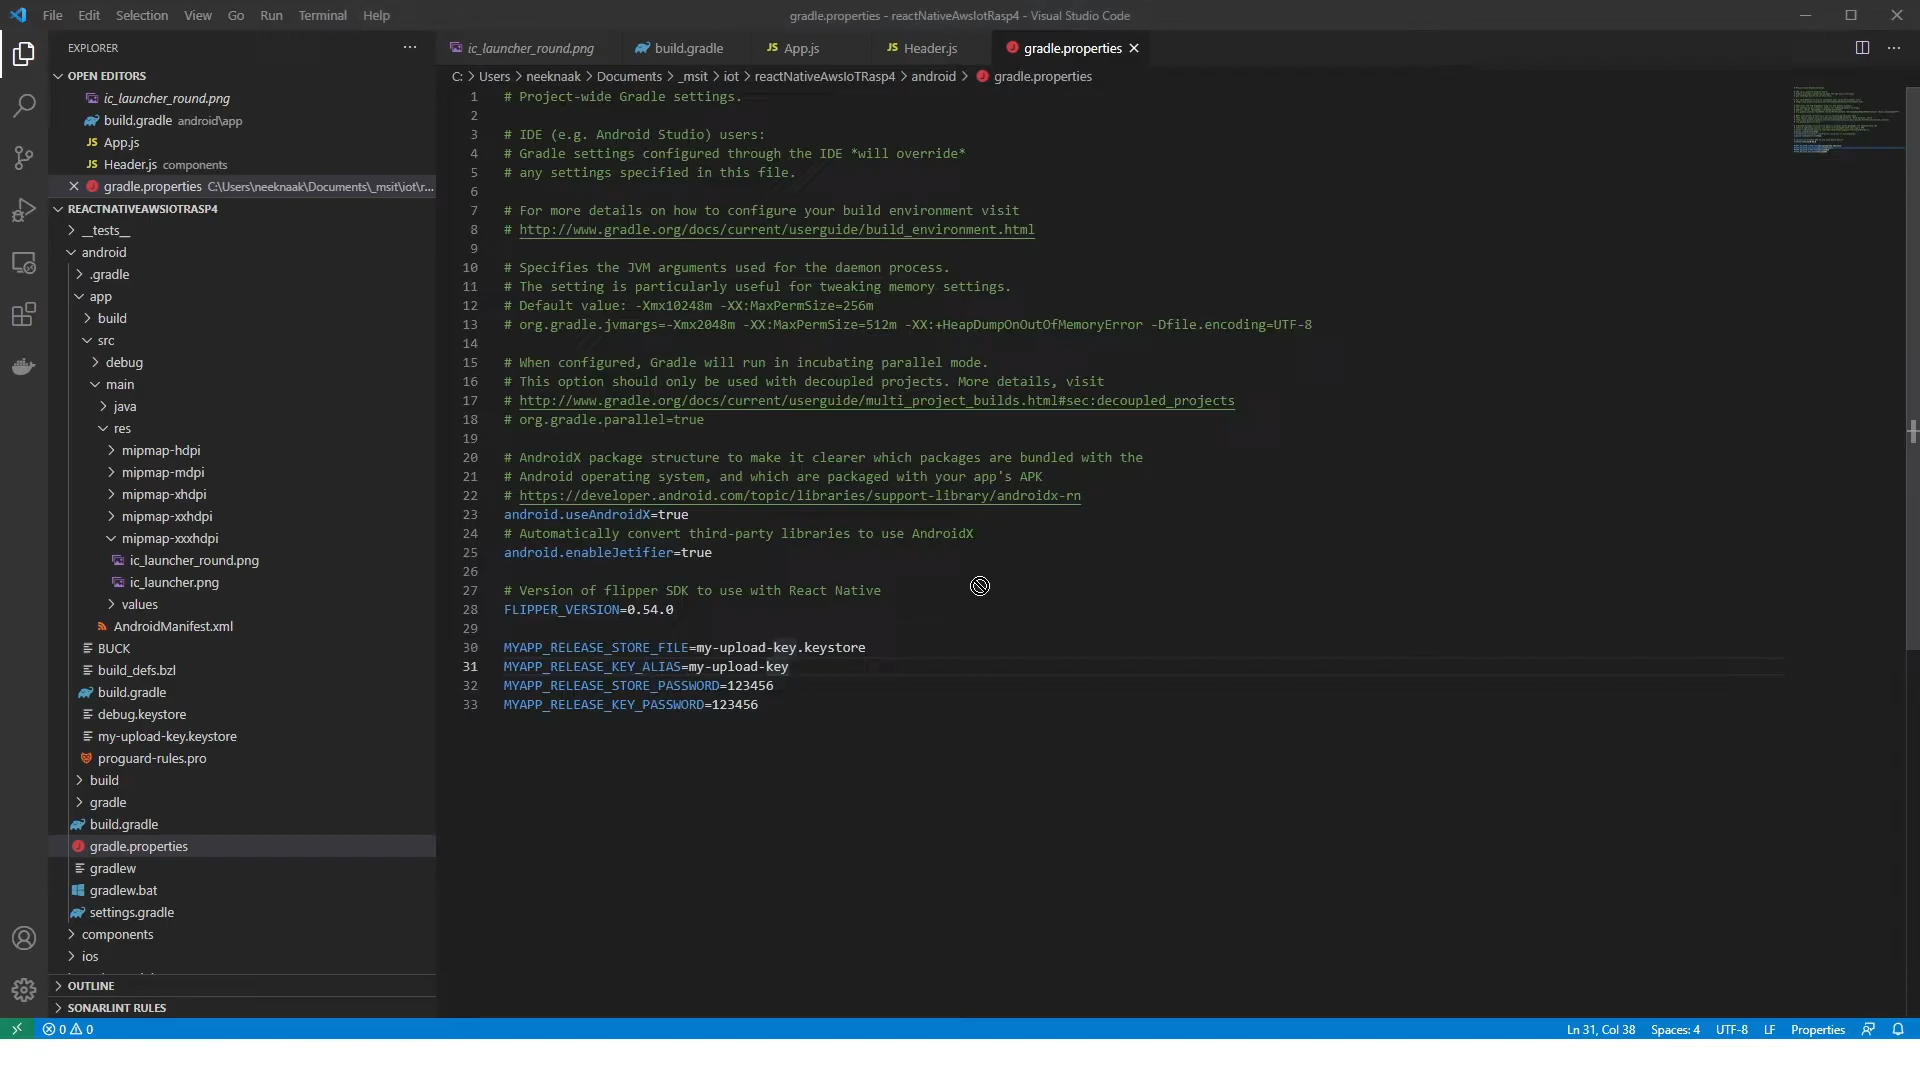 File Edit Selection View Go Run Terminal Help
gradle.properties - reactNativeAwsIotRasp4 - Visual Studio Code
EXPLORER
OPEN EDITORS
ic_launcher_round.png
build.gradle android\app
JS App.js
JS Header.js components
gradle.properties C:\Users\neeknaak\Documents\_msit\iot\r...
REACTNATIVEAWSIOTRASP4
__tests__
android
.gradle
app
build
src
debug
main
java
res
mipmap-hdpi
mipmap-mdpi
mipmap-xhdpi
mipmap-xxhdpi
mipmap-xxxhdpi
ic_launcher_round.png
ic_launcher.png
values
AndroidManifest.xml
BUCK
build_defs.bzl
build.gradle
debug.keystore
my-upload-key.keystore
proguard-rules.pro
build
gradle
build.gradle
gradle.properties
gradlew
gradlew.bat
settings.gradle
components
ios
OUTLINE
SONARLINT RULES
ic_launcher_round.png build.gradle JS App.js JS Header.js gradle.properties
C: > Users > neeknaak > Documents > _msit > iot > reactNativeAwsIoTRasp4 > android > gradle.properties
1 # Project-wide Gradle settings.
2
3 # IDE (e.g. Android Studio) users:
4 # Gradle settings configured through the IDE *will override*
5 # any settings specified in this file.
6
7 # For more details on how to configure your build environment visit
8 # http://www.gradle.org/docs/current/userguide/build_environment.html
9
10 # Specifies the JVM arguments used for the daemon process.
11 # The setting is particularly useful for tweaking memory settings.
12 # Default value: -Xmx10248m -XX:MaxPermSize=256m
13 # org.gradle.jvmargs=-Xmx2048m -XX:MaxPermSize=512m -XX:+HeapDumpOnOutOfMemoryError -Dfile.encoding=UTF-8
14
15 # When configured, Gradle will run in incubating parallel mode.
16 # This option should only be used with decoupled projects. More details, visit
17 # http://www.gradle.org/docs/current/userguide/multi_project_builds.html#sec:decoupled_projects
18 # org.gradle.parallel=true
19
20 # AndroidX package structure to make it clearer which packages are bundled with the
21 # Android operating system, and which are packaged with your app's APK
22 # https://developer.android.com/topic/libraries/support-library/androidx-rn
23 android.useAndroidX=true
24 # Automatically convert third-party libraries to use AndroidX
25 android.enableJetifier=true
26
27 # Version of flipper SDK to use with React Native
28 FLIPPER_VERSION=0.54.0
29
30 MYAPP_RELEASE_STORE_FILE=my-upload-key.keystore
31 MYAPP_RELEASE_KEY_ALIAS=my-upload-key
32 MYAPP_RELEASE_STORE_PASSWORD=123456
33 MYAPP_RELEASE_KEY_PASSWORD=123456
0 0
Ln 31, Col 38 Spaces: 4 UTF-8 LF Properties